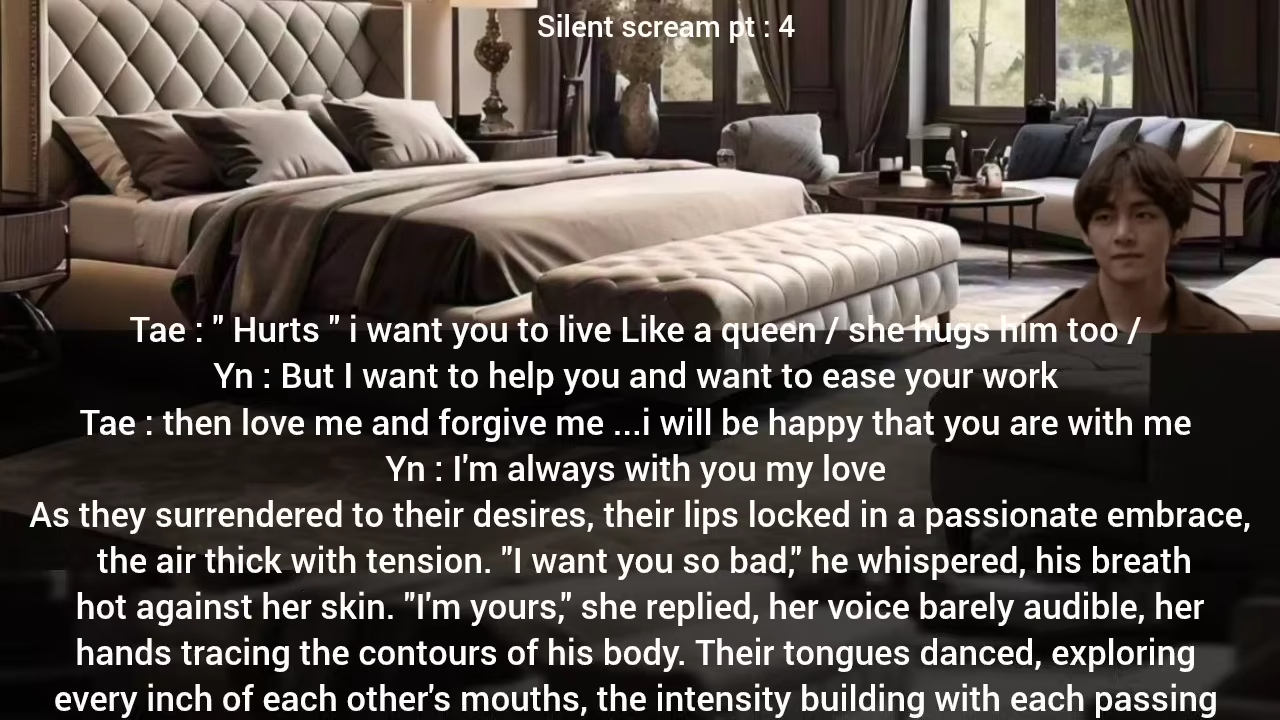 Silent scream pt : 4
Tae : " Hurts " i want you to live Like a queen / she hugs him too /
Yn : But I want to help you and want to ease your work
Tae : then love me and forgive me ...i will be happy that you are with me
Yn : I'm always with you my love
As they surrendered to their desires, their lips locked in a passionate embrace,
the air thick with tension. "I want you so bad," he whispered, his breath
hot against her skin. "I'm yours," she replied, her voice barely audible, her
hands tracing the contours of his body. Their tongues danced, exploring
every inch of each other's mouths, the intensity building with each passing